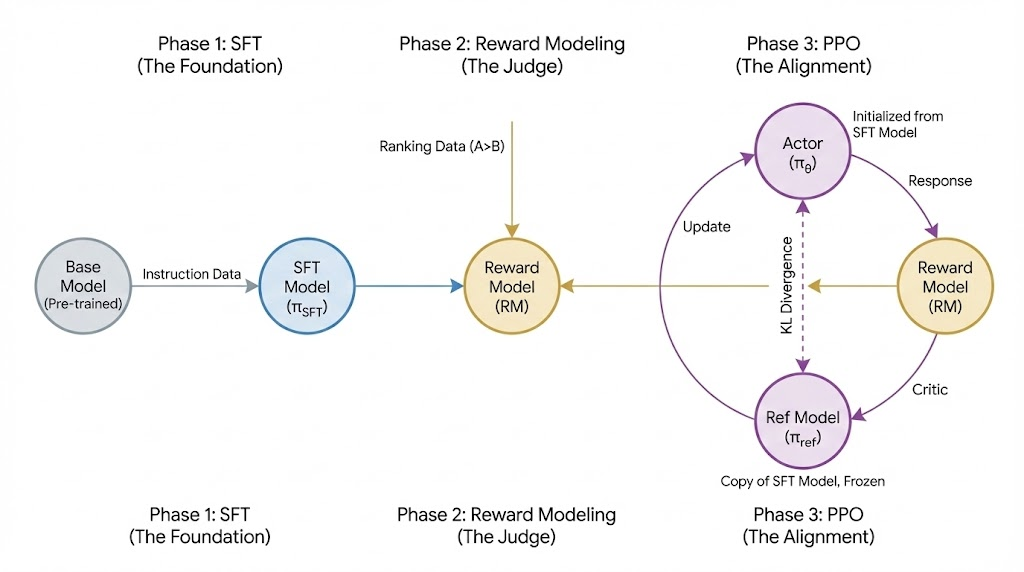 Phase 1: SFT
(The Foundation)
Phase 2: Reward Modeling
(The Judge)
Phase 3: PPO
(The Alignment)
Ranking Data (A>B)
Actor
(πθ)
Initialized from
SFT Model
Response
Update
Base
Model
(Pre-trained)
Instruction Data
SFT
Model
(πSFT)
Reward
Model
(RM)
KL Divergence
Reward
Model
(RM)
Critic
Ref Model
(πref)
Copy of SFT Model, Frozen
Phase 1: SFT
(The Foundation)
Phase 2: Reward Modeling
(The Judge)
Phase 3: PPO
(The Alignment)